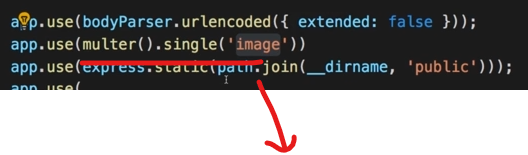 app.use(bodyParser.urlencoded({ extended: false }));
app.use(multer().single('image'))
app.use(express.static(path.join(__dirname, 'public')));
app.use(